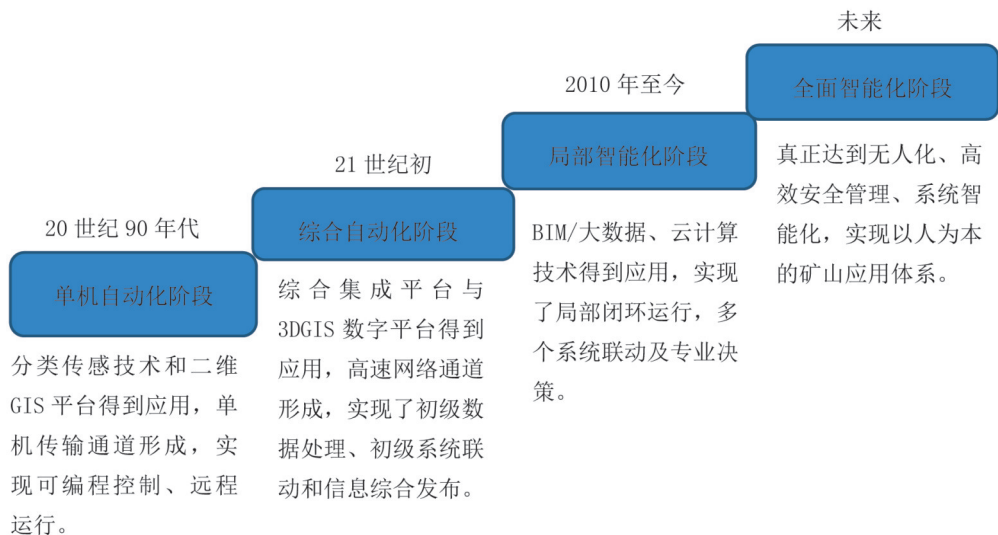 20 世纪 90 年代
单机自动化阶段
分类传感技术和二维
GIS 平台得到应用，单
机传输通道形成，实
现可编程控制、远程
运行。
21 世纪初
综合自动化阶段
综合集成平台与
3DGIS 数字平台得到
应用，高速网络通道
形成，实现了初级数
据处理、初级系统联
动和信息综合发布。
2010 年至今
局部智能化阶段
BIM/大数据、云计算
技术得到应用，实现
了局部闭环运行，多
个系统联动及专业决
策。
未来
全面智能化阶段
真正达到无人化、高
效安全管理、系统智
能化，实现以人为本
的矿山应用体系。